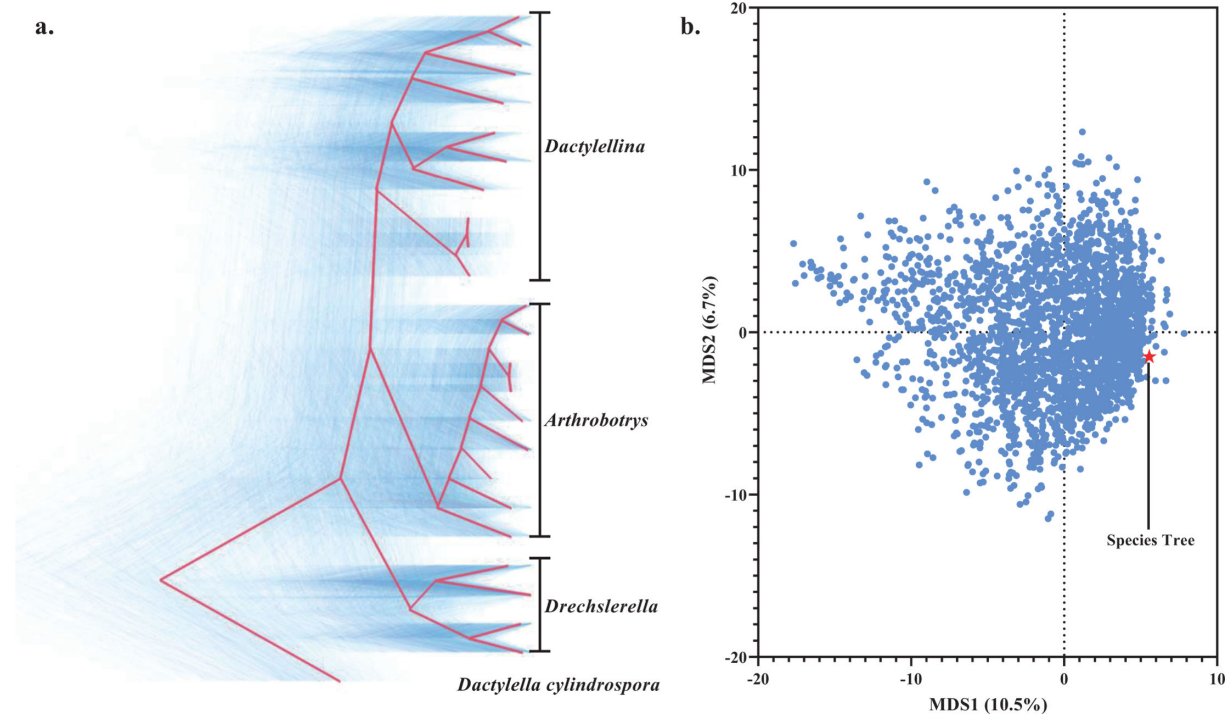 a.
Dactylellina
Arthrobotrys
Drechslerella
Dactylella cylindrospora
b.
20
10
0
-10
-20
MDS2 (6.7%)
Species Tree
-20
-10
0
10
MDS1 (10.5%)